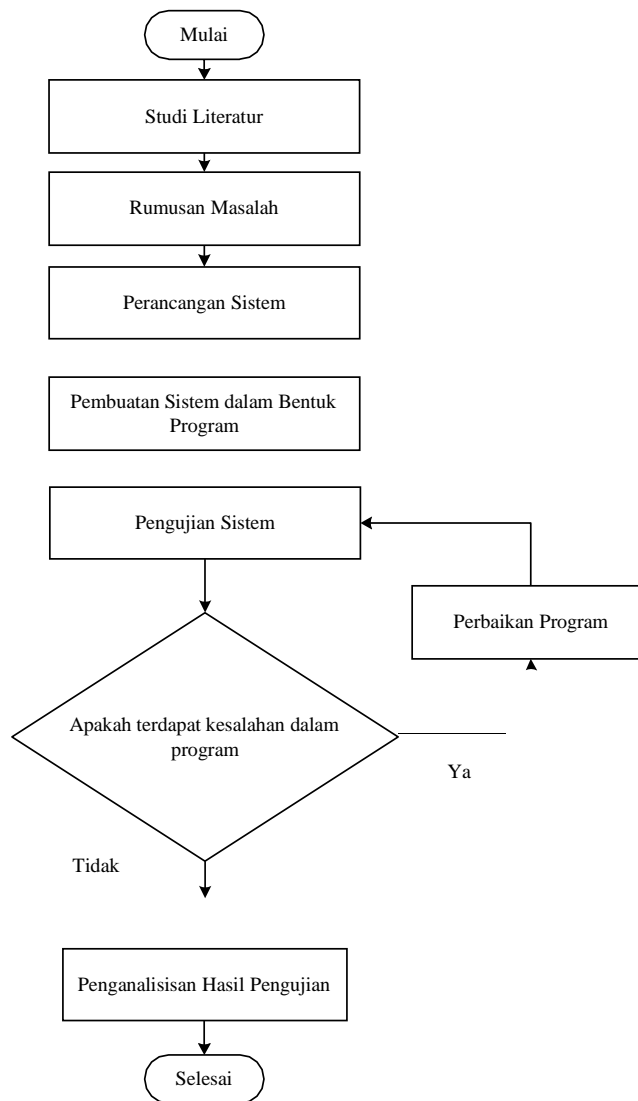 Mulai
Studi Literatur
Rumusan Masalah
Perancangan Sistem
Pembuatan Sistem dalam Bentuk
Program
Pengujian Sistem
Perbaikan Program
Apakah terdapat kesalahan dalam
program
Ya
Tidak
Penganalisisan Hasil Pengujian
Selesai